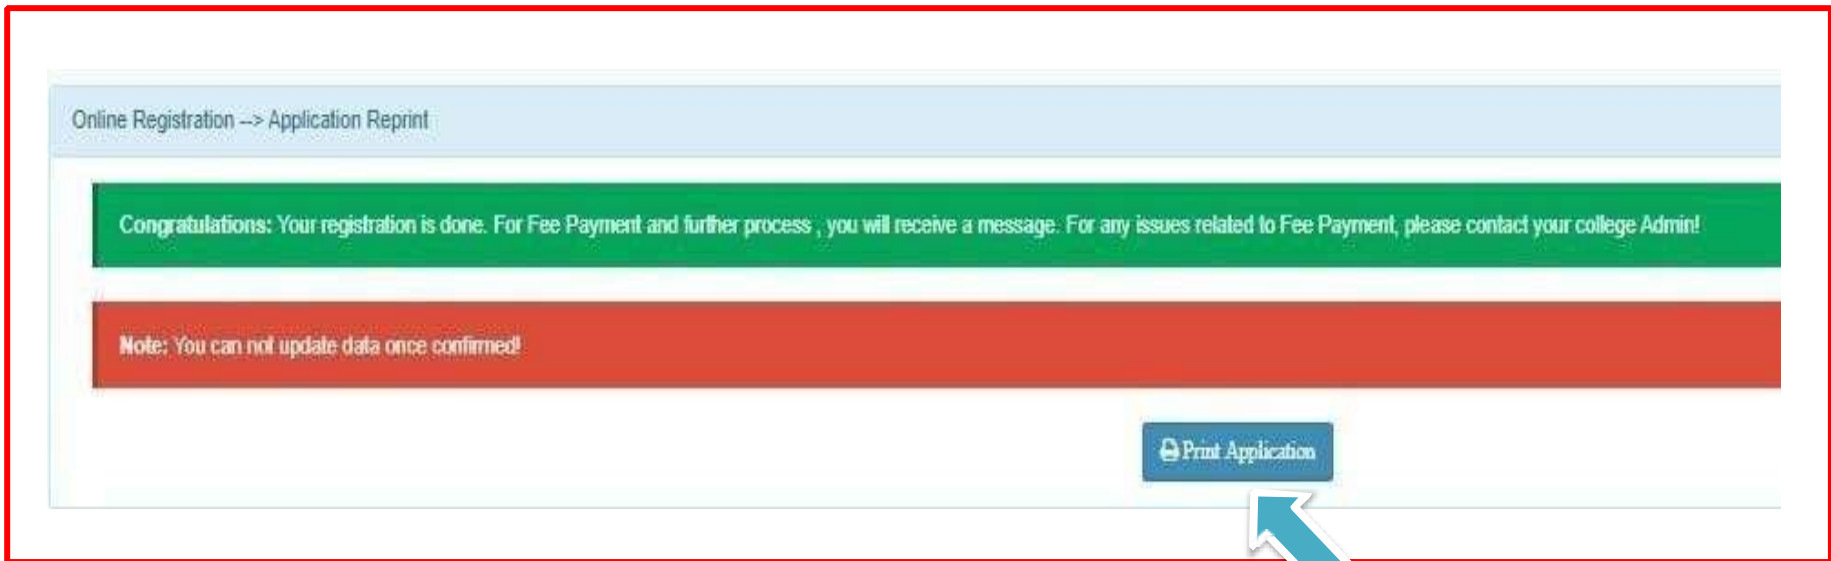 Online Registration --> Application Reprint
Congratulations: Your registration is done. For Fee Payment and further process , you will receive a message. For any issues related to Fee Payment, please contact your college Admin!
Note: You can not update data once confirmed!
Print Application